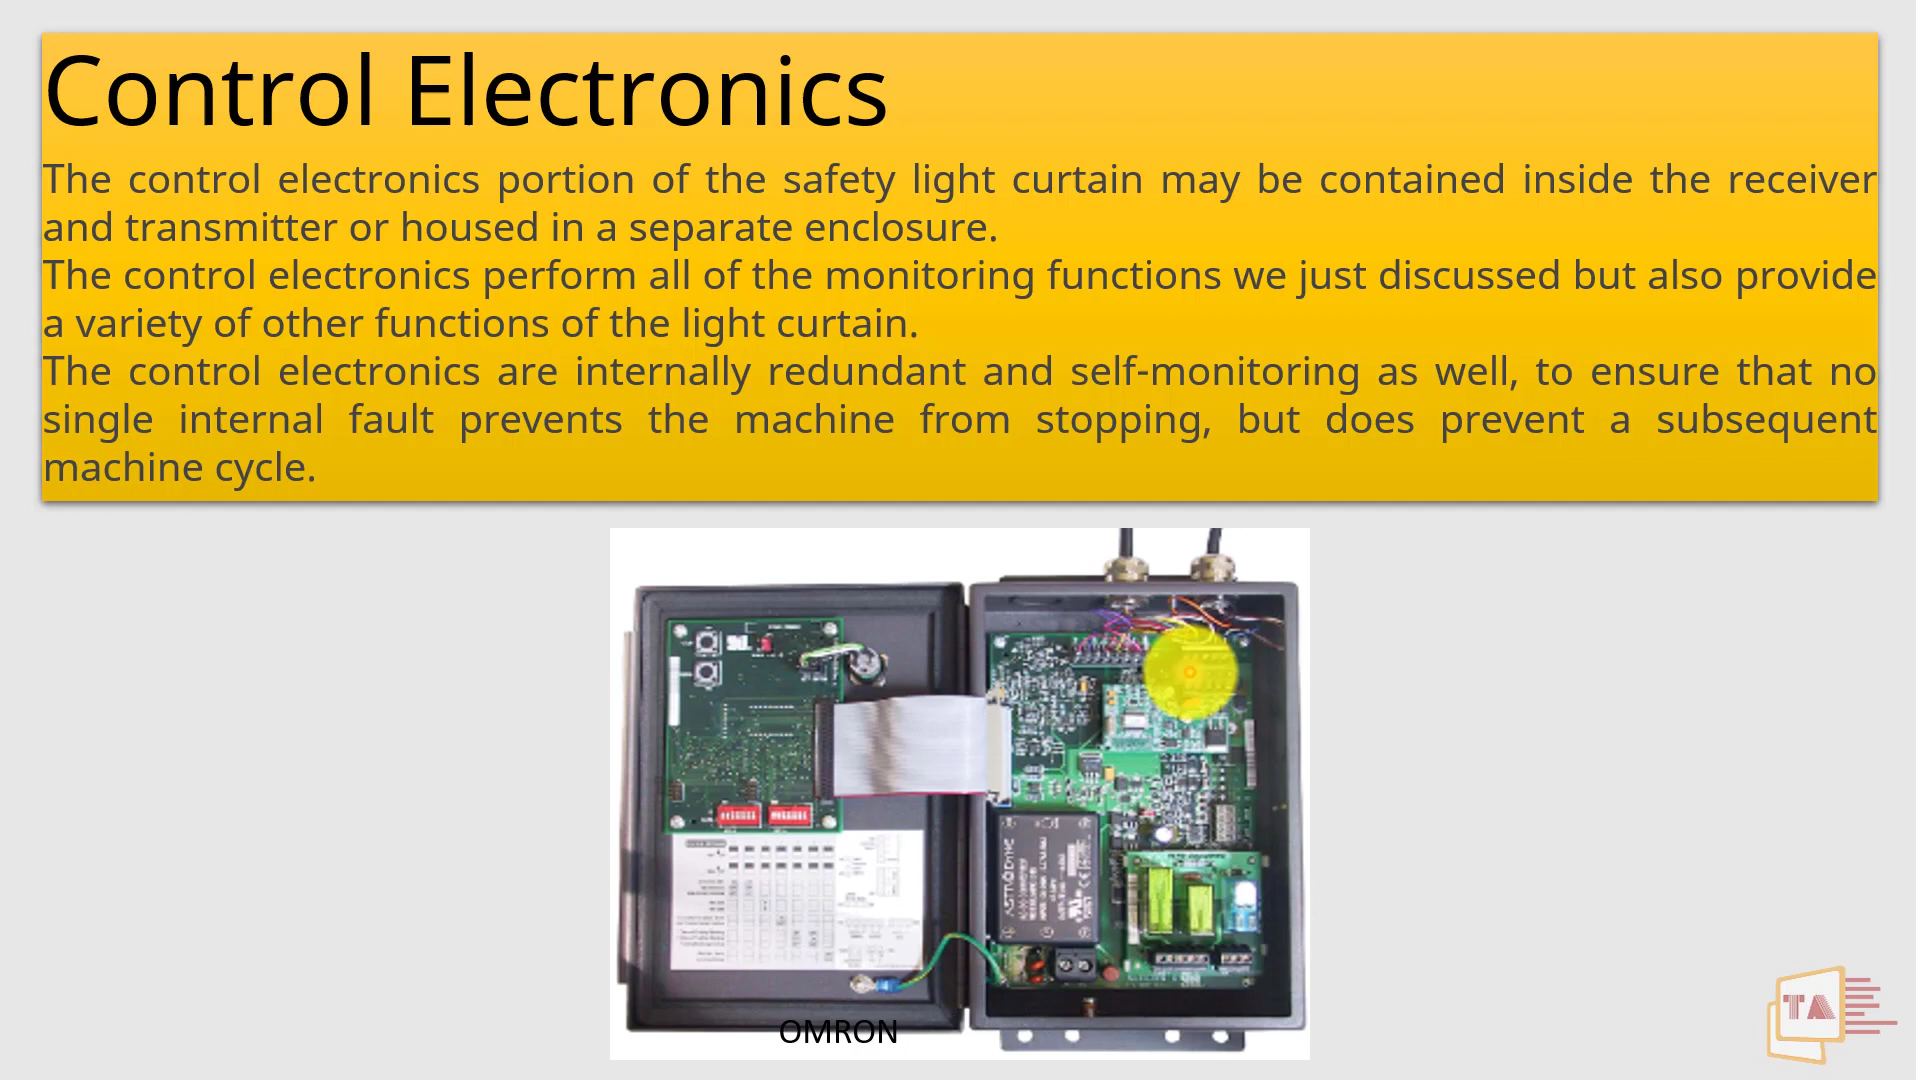 Control Electronics
The control electronics portion of the safety light curtain may be contained inside the receiver
and transmitter or housed in a separate enclosure.
The control electronics perform all of the monitoring functions we just discussed but also provide
a variety of other functions of the light curtain.
The control electronics are internally redundant and self-monitoring as well, to ensure that no
single internal fault prevents the machine from stopping, but does prevent a subsequent
machine cycle.
ASTRODYNE
OMRON
TA